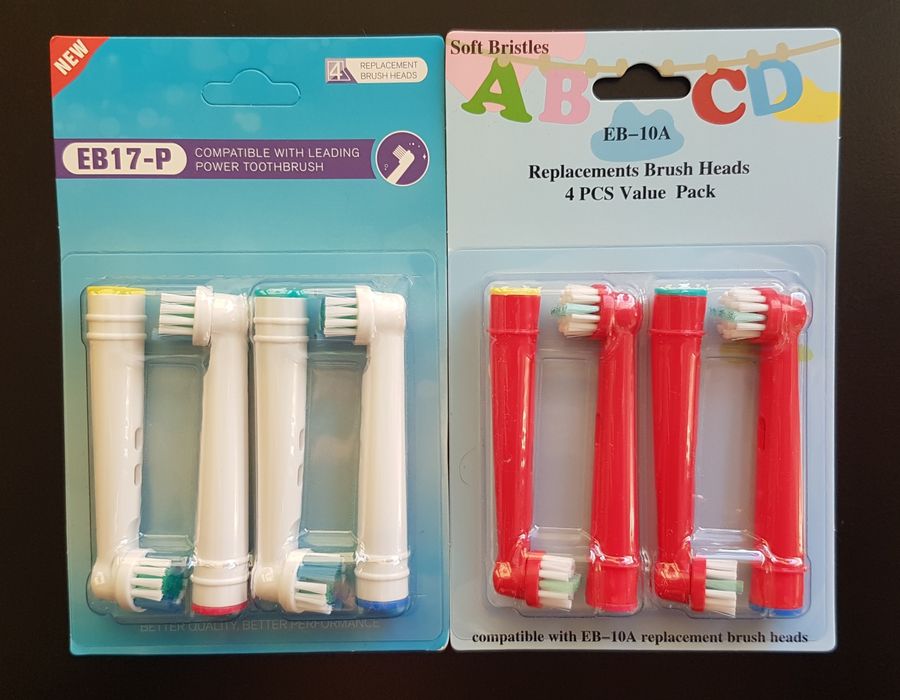 NEW
4
REPLACEMENT
BRUSH HEADS
EB17-P
COMPATIBLE WITH LEADING
POWER TOOTHBRUSH
BETTER QUALITY, BETTER PERFORMANCE
Soft Bristles
A B C D
EB-10A
Replacements Brush Heads
4 PCS Value Pack
compatible with EB-10A replacement brush heads